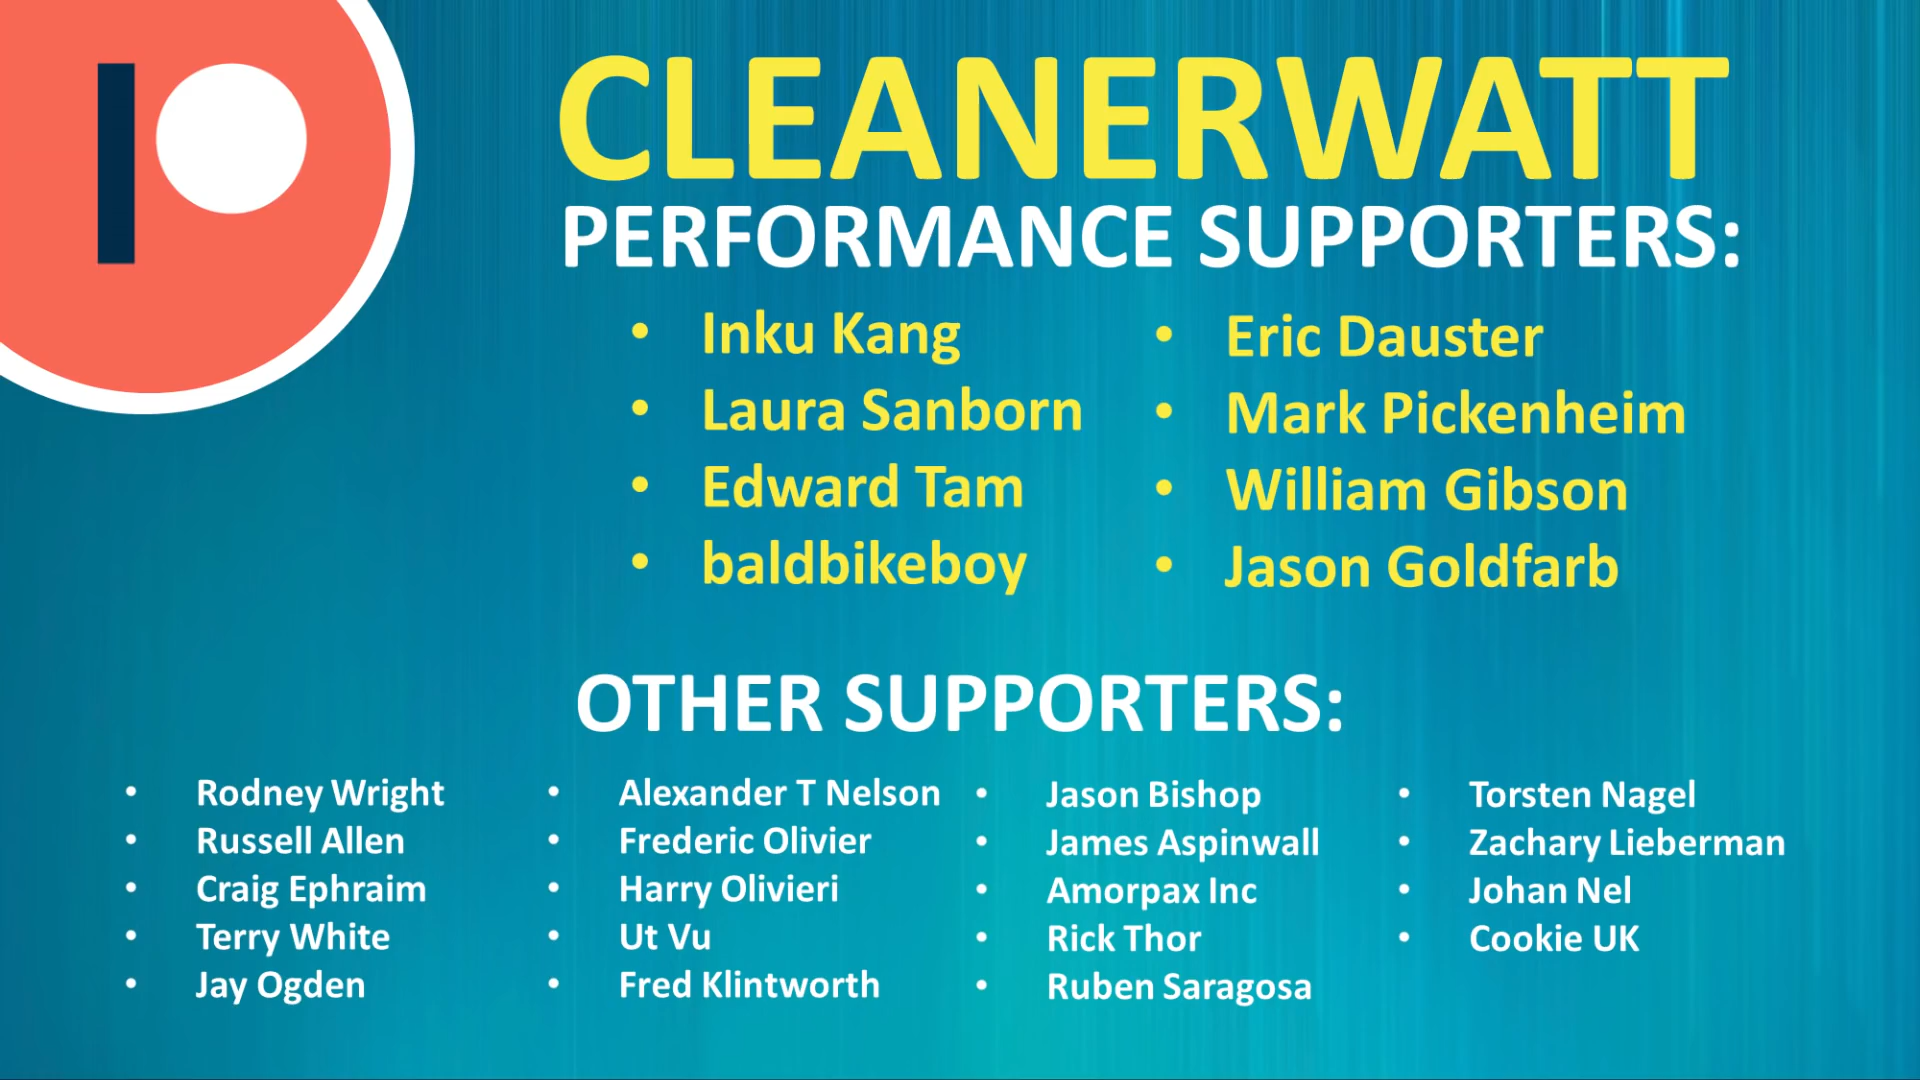 CLEANERWATT
PERFORMANCE SUPPORTERS:
• Inku Kang
• Laura Sanborn
• Edward Tam
• baldbikeboy
• Eric Dauster
• Mark Pickenheim
• William Gibson
• Jason Goldfarb
OTHER SUPPORTERS:
• Rodney Wright
• Russell Allen
• Craig Ephraim
• Terry White
• Jay Ogden
• Alexander T Nelson
• Frederic Olivier
• Harry Olivieri
• Ut Vu
• Fred Klintworth
• Jason Bishop
• James Aspinwall
• Amorpax Inc
• Rick Thor
• Ruben Saragosa
• Torsten Nagel
• Zachary Lieberman
• Johan Nel
• Cookie UK